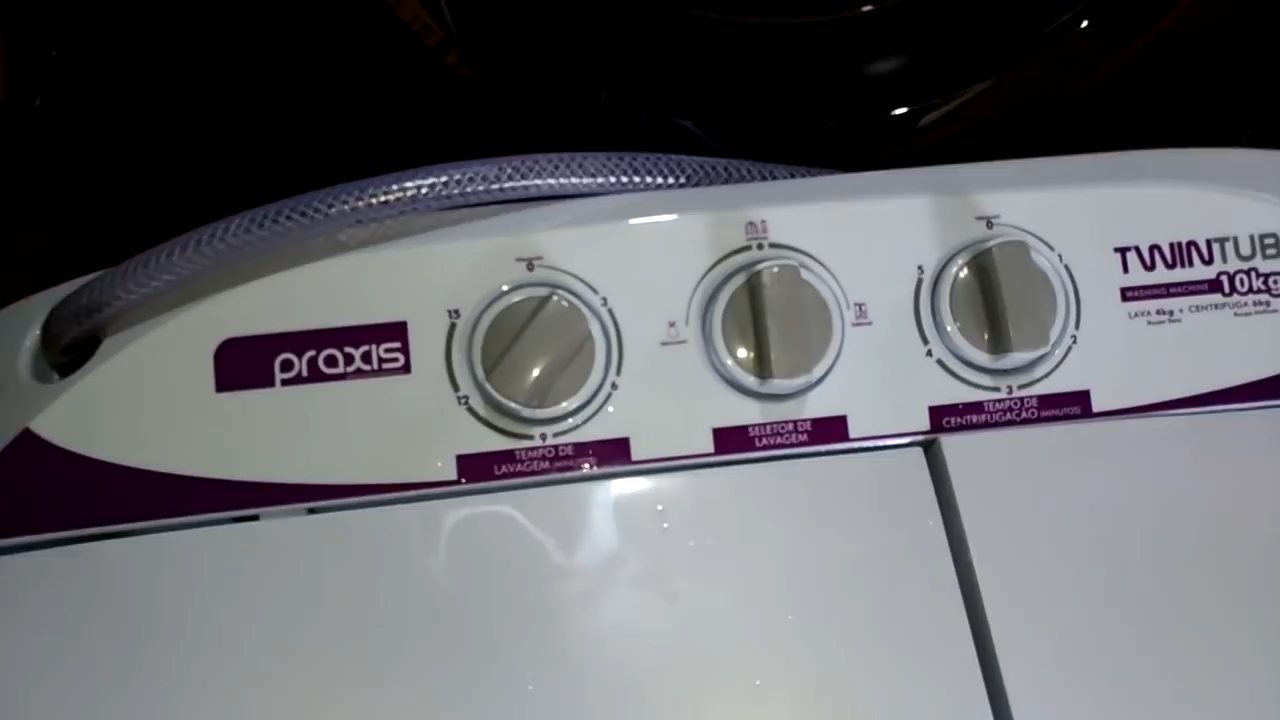 praxis
0
3
6
9
12
15
TEMPO DE
LAVAGEM
SELETOR DE
LAVAGEM
0
1
2
3
4
5
TEMPO DE
CENTRIFUGAÇÃO (MINUTOS)
TWINTUB
WASHING MACHINE 10kg
LAVA 4kg + CENTRIFUGA 6kg